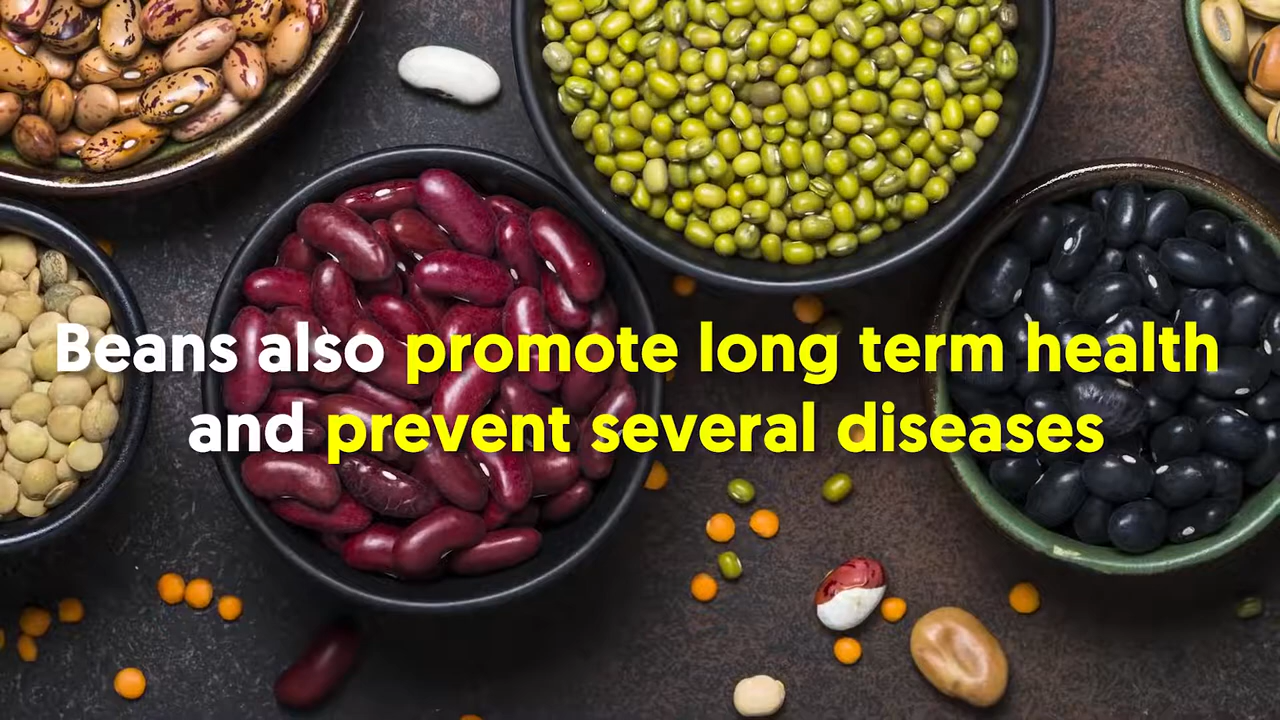 Beans also promote long term health
and prevent several diseases